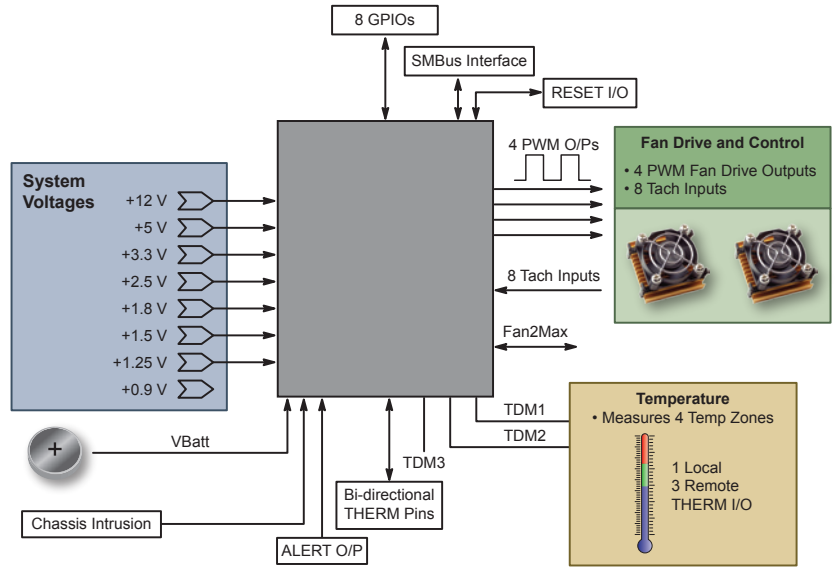 8 GPIOs
SMBus Interface
RESET I/O
4 PWM O/Ps
Fan Drive and Control
• 4 PWM Fan Drive Outputs
• 8 Tach Inputs
System
Voltages
+12 V
+5 V
+3.3 V
+2.5 V
+1.8 V
+1.5 V
+1.25 V
+0.9 V
8 Tach Inputs
Fan2Max
TDM1
TDM2
TDM3
Temperature
• Measures 4 Temp Zones
1 Local
3 Remote
THERM I/O
+
VBatt
Bi-directional
THERM Pins
Chassis Intrusion
ALERT O/P